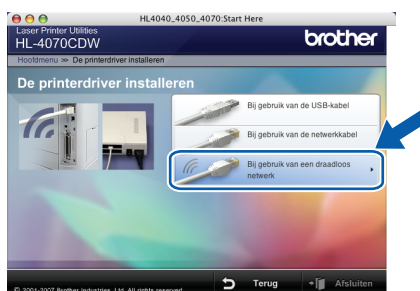 HL4040_4050_4070:Start Here
Laser Printer Utilities
HL-4070CDW
brother
Hoofdmenu >> De printerdriver installeren
De printerdriver installeren
Bij gebruik van de USB-kabel
Bij gebruik van de netwerkkabel
Bij gebruik van een draadloos
netwerk
© 2001-2007 Brother Industries, Ltd. All rights reserved.
Terug
Afsluiten